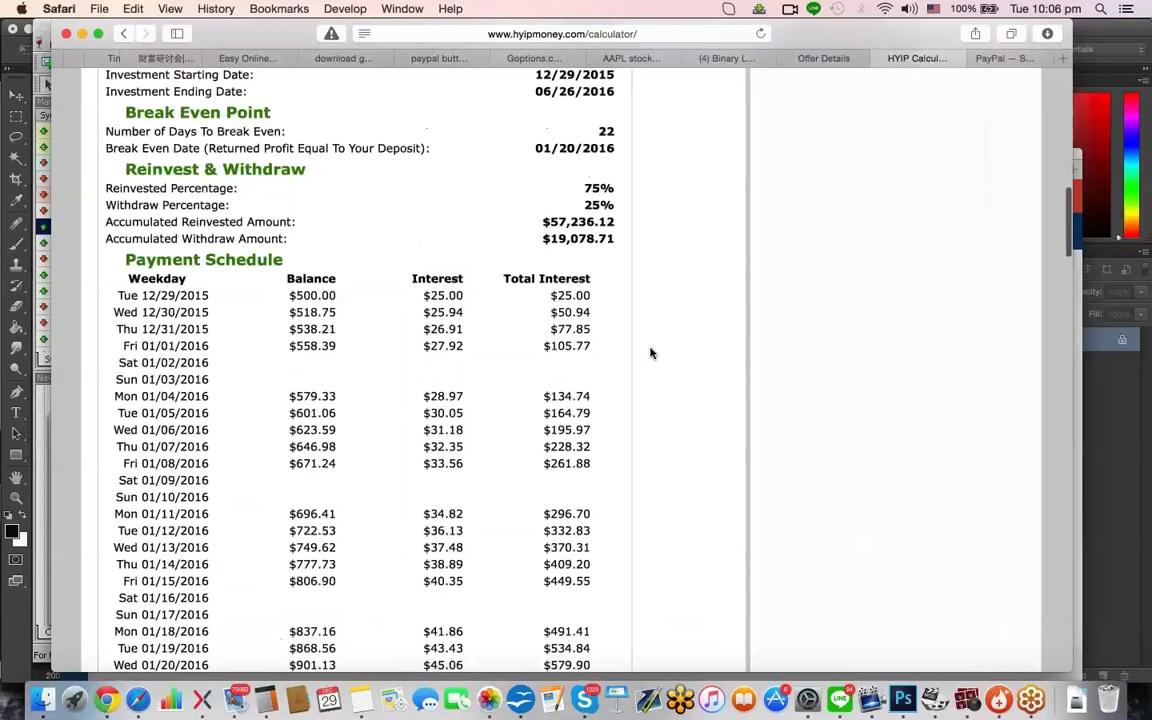 Safari File Edit View History Bookmarks Develop Window Help 100% Tue 10:06 pm
www.hyipmoney.com/calculator/
Tin 財富研讨会|... Easy Online... download g... paypal butt... Goptions.c... AAPL stock... (4) Binary L... Offer Details HYIP Calcul... PayPal — S...
Investment Starting Date: 12/29/2015
Investment Ending Date: 06/26/2016
Break Even Point
Number of Days To Break Even: 22
Break Even Date (Returned Profit Equal To Your Deposit): 01/20/2016
Reinvest & Withdraw
Reinvested Percentage: 75%
Withdraw Percentage: 25%
Accumulated Reinvested Amount: $57,236.12
Accumulated Withdraw Amount: $19,078.71
Payment Schedule
Weekday Balance Interest Total Interest
Tue 12/29/2015 $500.00 $25.00 $25.00
Wed 12/30/2015 $518.75 $25.94 $50.94
Thu 12/31/2015 $538.21 $26.91 $77.85
Fri 01/01/2016 $558.39 $27.92 $105.77
Sat 01/02/2016
Sun 01/03/2016
Mon 01/04/2016 $579.33 $28.97 $134.74
Tue 01/05/2016 $601.06 $30.05 $164.79
Wed 01/06/2016 $623.59 $31.18 $195.97
Thu 01/07/2016 $646.98 $32.35 $228.32
Fri 01/08/2016 $671.24 $33.56 $261.88
Sat 01/09/2016
Sun 01/10/2016
Mon 01/11/2016 $696.41 $34.82 $296.70
Tue 01/12/2016 $722.53 $36.13 $332.83
Wed 01/13/2016 $749.62 $37.48 $370.31
Thu 01/14/2016 $777.73 $38.89 $409.20
Fri 01/15/2016 $806.90 $40.35 $449.55
Sat 01/16/2016
Sun 01/17/2016
Mon 01/18/2016 $837.16 $41.86 $491.41
Tue 01/19/2016 $868.56 $43.43 $534.84
Wed 01/20/2016 $901.13 $45.06 $579.90